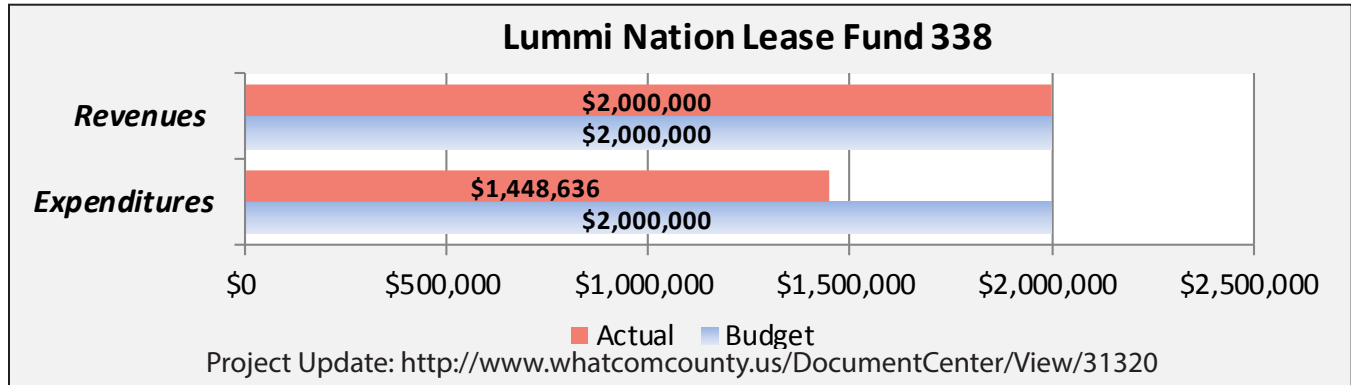 Lummi Nation Lease Fund 338
Revenues
$2,000,000
$2,000,000
Expenditures
$1,448,636
$2,000,000
$0 $500,000 $1,000,000 $1,500,000 $2,000,000 $2,500,000
Actual Budget
Project Update: http://www.whatcomcounty.us/DocumentCenter/View/31320